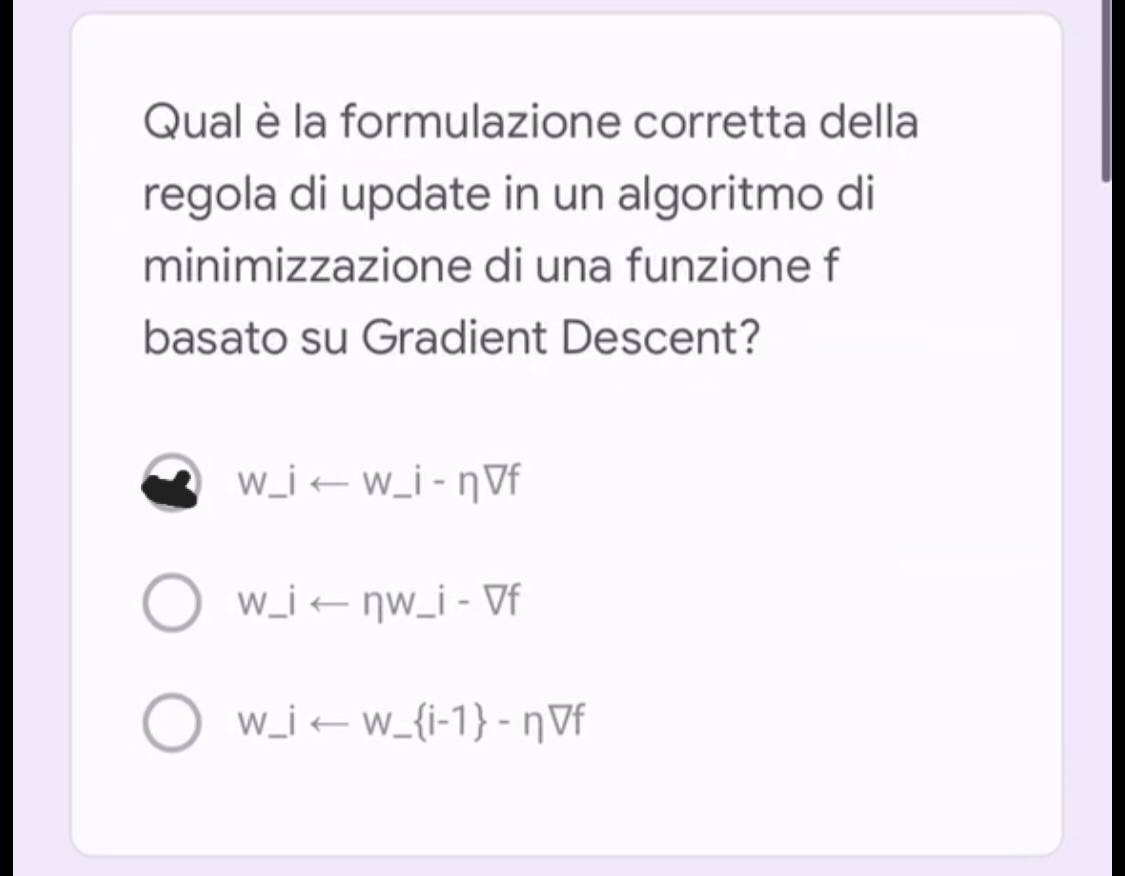 Qual è la formulazione corretta della
regola di update in un algoritmo di
minimizzazione di una funzione f
basato su Gradient Descent?
w_i ← w_i - η∇f
w_i ← ηw_i - ∇f
w_i ← w_{i-1} - η∇f